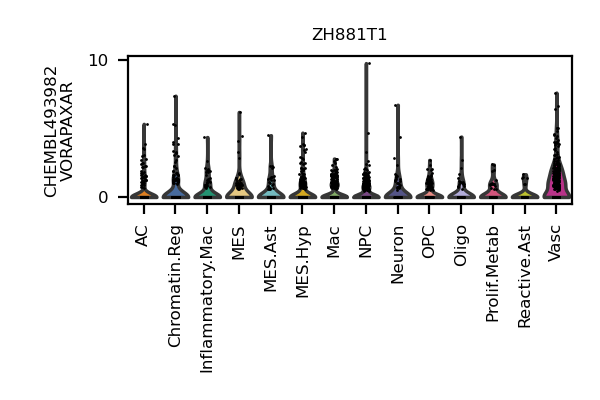 ZH881T1
CHEMBL493982
VORAPAXAR
10
0
AC
Chromatin.Reg
Inflammatory.Mac
MES
MES.Ast
MES.Hyp
Mac
NPC
Neuron
OPC
Oligo
Prolif.Metab
Reactive.Ast
Vasc